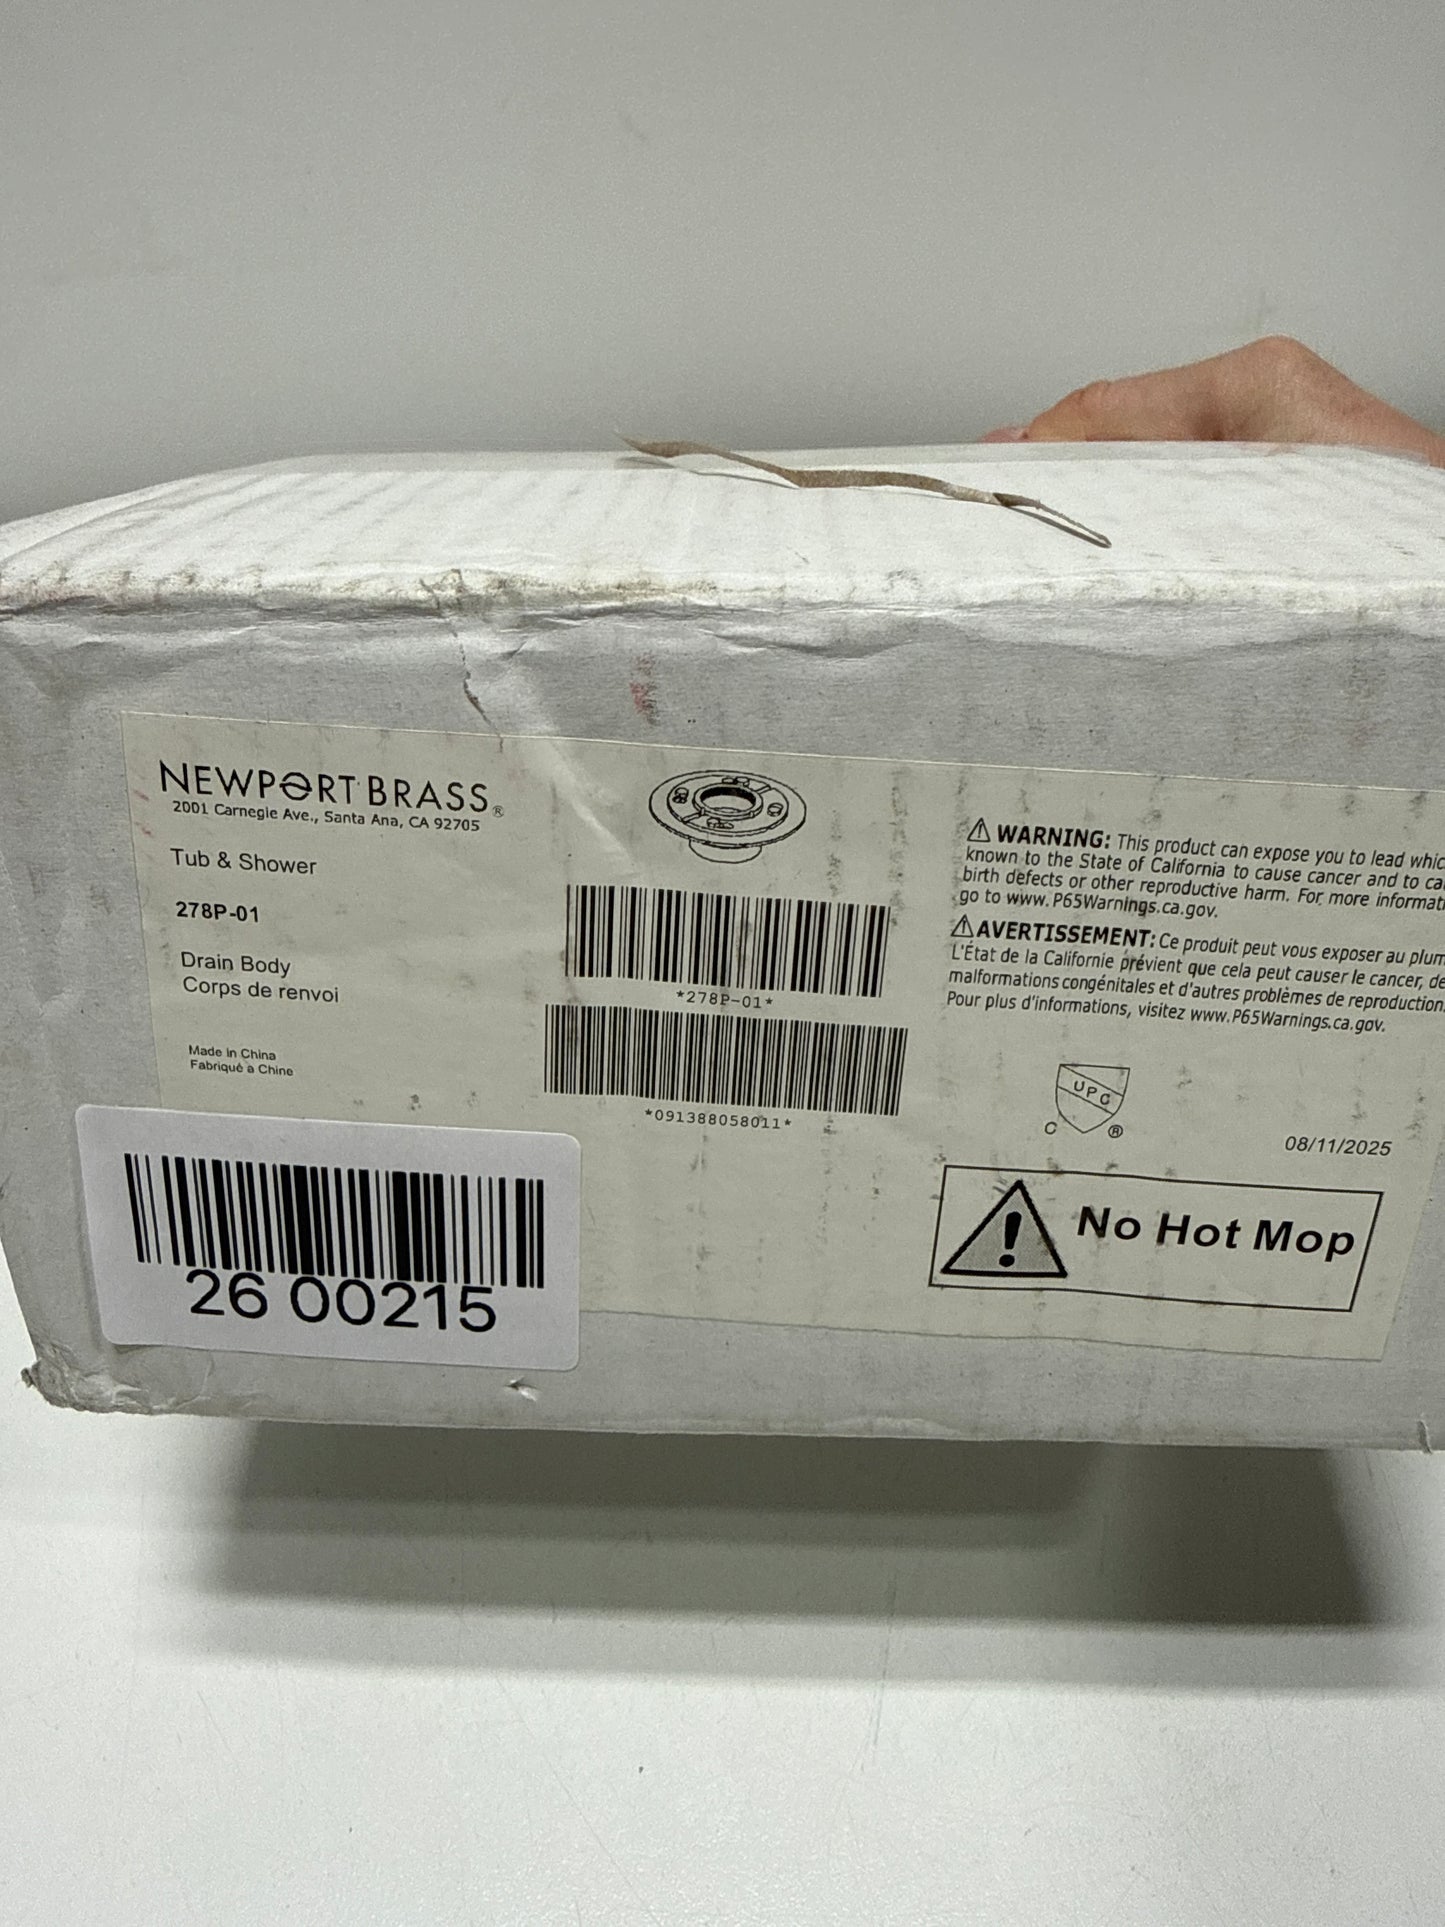 NEWPORT BRASS®
2001 Carnegie Ave., Santa Ana, CA 92705
Tub & Shower
278P-01
Drain Body
Corps de renvoi
Made in China
Fabriqué a Chine
*278P-01*
*091388058011*
26 00215
⚠ WARNING: This product can expose you to lead
known to the State of California to cause cancer and to
birth defects or other reproductive harm. For more
go to www.P65Warnings.ca.gov.
⚠ AVERTISSEMENT: Ce produit peut vous exposer au
L'État de la Californie prévient que cela peut causer le cancer,
malformations congénitales et d'autres problèmes de reproduction.
Pour plus d'informations, visitez www.P65Warnings.ca.gov.
UPC
C ®
08/11/2025
No Hot Mop